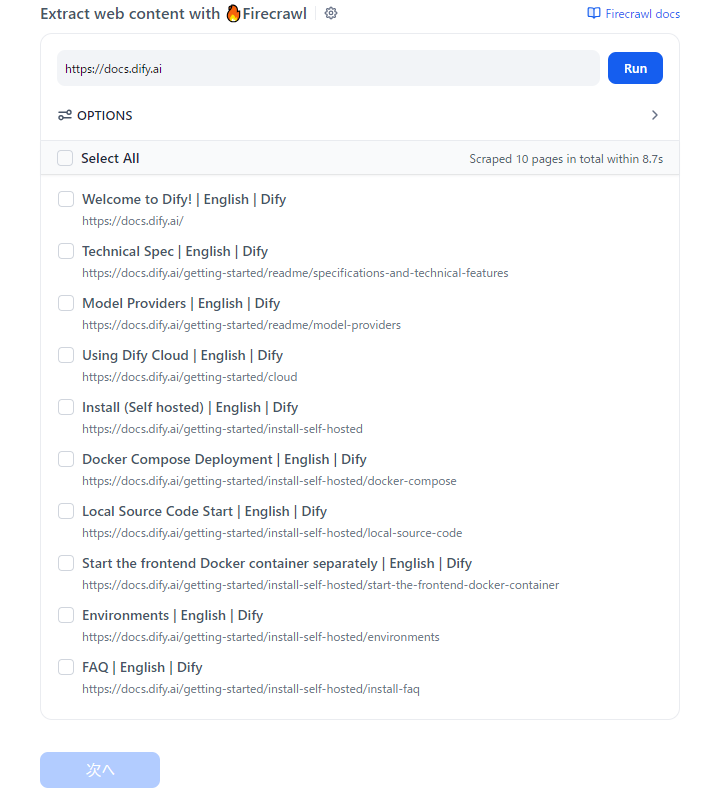 Extract web content with 🔥Firecrawl
Firecrawl docs
https://docs.dify.ai
Run
OPTIONS
Select All
Scraped 10 pages in total within 8.7s
Welcome to Dify! | English | Dify
https://docs.dify.ai/
Technical Spec | English | Dify
https://docs.dify.ai/getting-started/readme/specifications-and-technical-features
Model Providers | English | Dify
https://docs.dify.ai/getting-started/readme/model-providers
Using Dify Cloud | English | Dify
https://docs.dify.ai/getting-started/cloud
Install (Self hosted) | English | Dify
https://docs.dify.ai/getting-started/install-self-hosted
Docker Compose Deployment | English | Dify
https://docs.dify.ai/getting-started/install-self-hosted/docker-compose
Local Source Code Start | English | Dify
https://docs.dify.ai/getting-started/install-self-hosted/local-source-code
Start the frontend Docker container separately | English | Dify
https://docs.dify.ai/getting-started/install-self-hosted/start-the-frontend-docker-container
Environments | English | Dify
https://docs.dify.ai/getting-started/install-self-hosted/environments
FAQ | English | Dify
https://docs.dify.ai/getting-started/install-self-hosted/install-faq
次へ